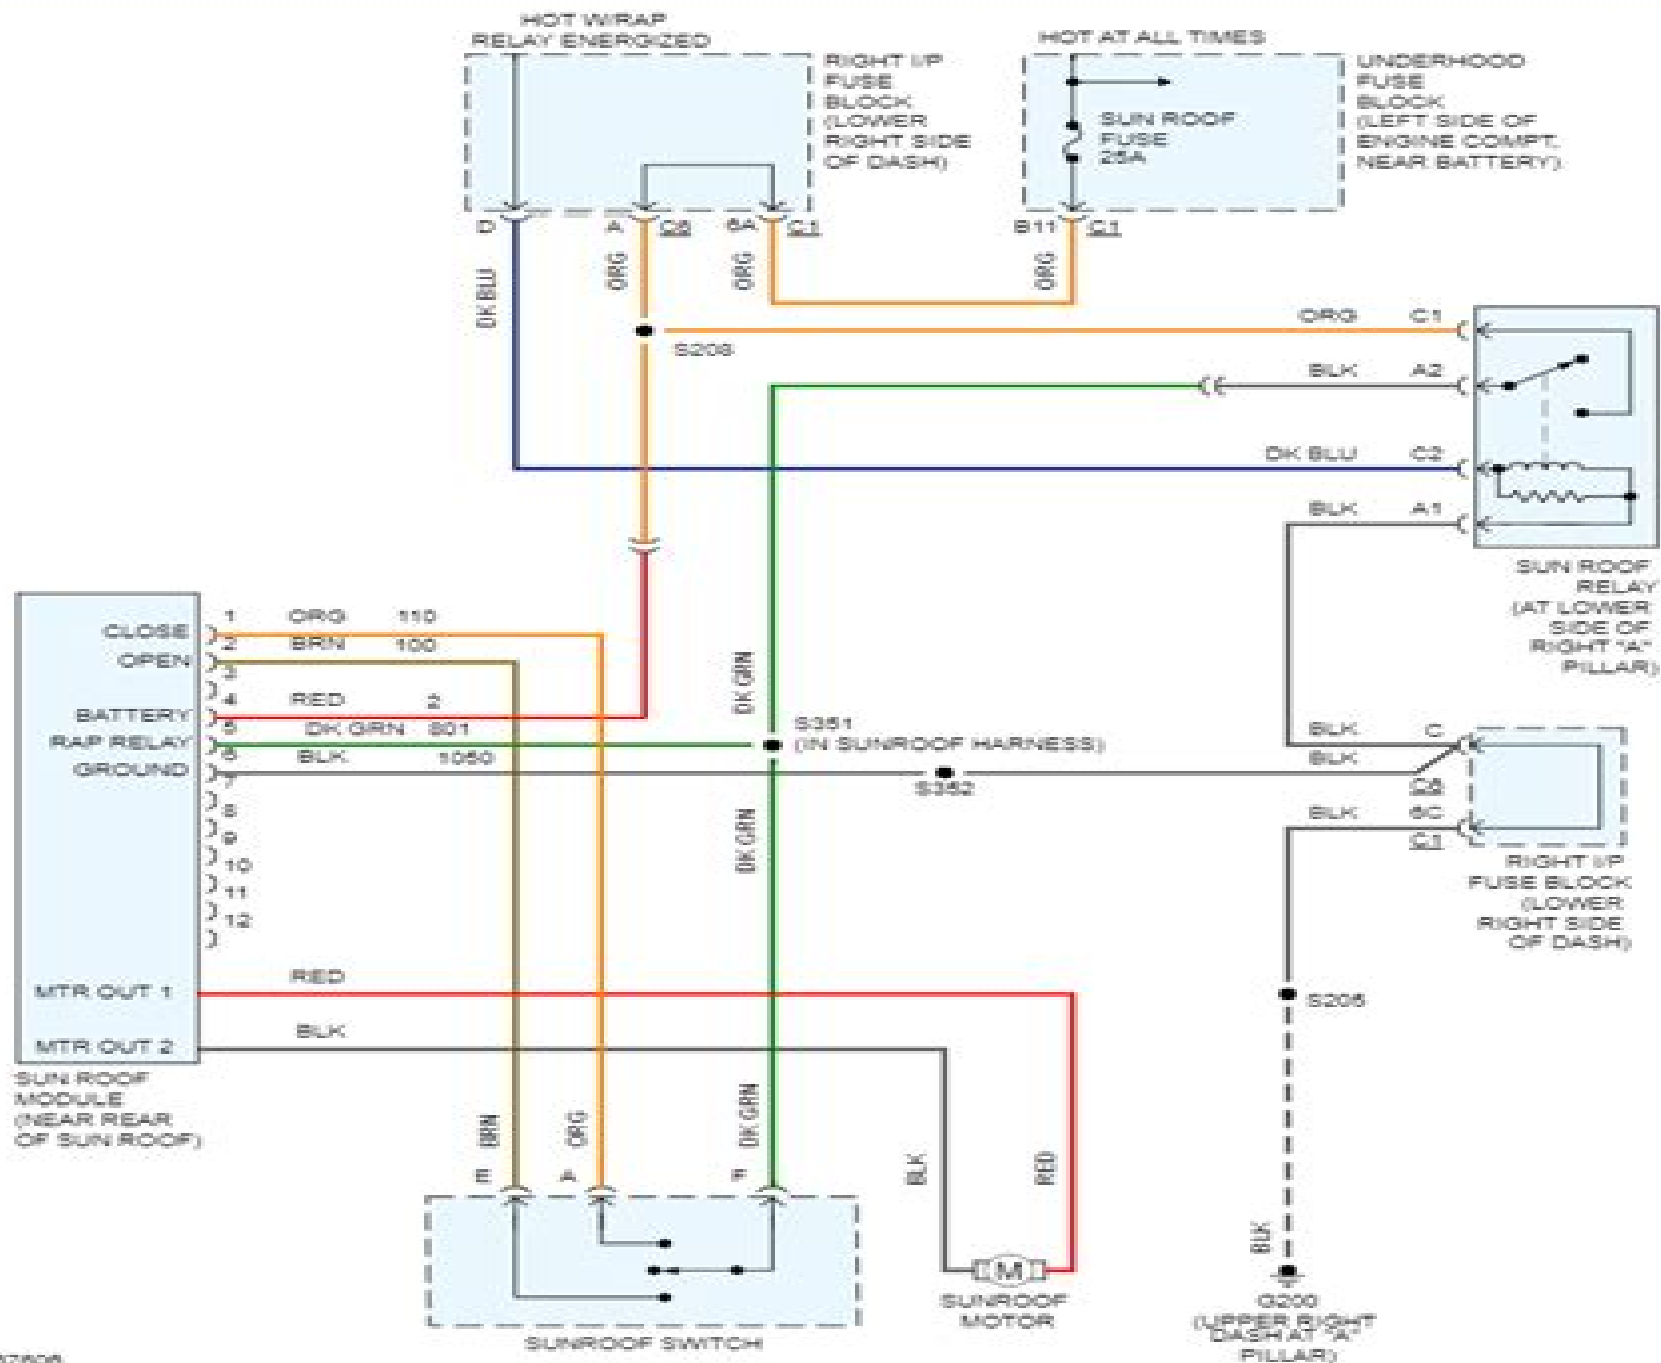 HOT W/RAP
RELAY ENERGIZED
HOT AT ALL TIMES
RIGHT I/P
FUSE
BLOCK
(LOWER
RIGHT SIDE
OF DASH)
SUN ROOF
FUSE
25A
UNDERHOOD
FUSE
BLOCK
(LEFT SIDE OF
ENGINE COMPT,
NEAR BATTERY)
D
A
6A
C1
B11
C1
DK BLU
ORG
ORG
ORG
ORG C1
BLK A2
DK BLU C2
BLK A1
SUN ROOF
RELAY
(AT LOWER
SIDE OF
RIGHT "A"
PILLAR)
CLOSE
OPEN
BATTERY
RAP RELAY
GROUND
1 ORG 110
2 BRN 100
3
4 RED 2
5 DK GRN 801
6 BLK 1050
7
8
9
10
11
12
MTR OUT 1
RED
MTR OUT 2
BLK
SUN ROOF
MODULE
(NEAR REAR
OF SUN ROOF)
DK GRN
S351
(IN SUNROOF HARNESS)
S352
DK GRN
BLK C
BLK
BLK 6C
C1
RIGHT I/P
FUSE BLOCK
(LOWER
RIGHT SIDE
OF DASH)
BRN
ORG
DK GRN
A
SUNROOF SWITCH
BLK
RED
M
SUNROOF
MOTOR
BLK
G200
(UPPER RIGHT
DASH AT "A"
PILLAR)